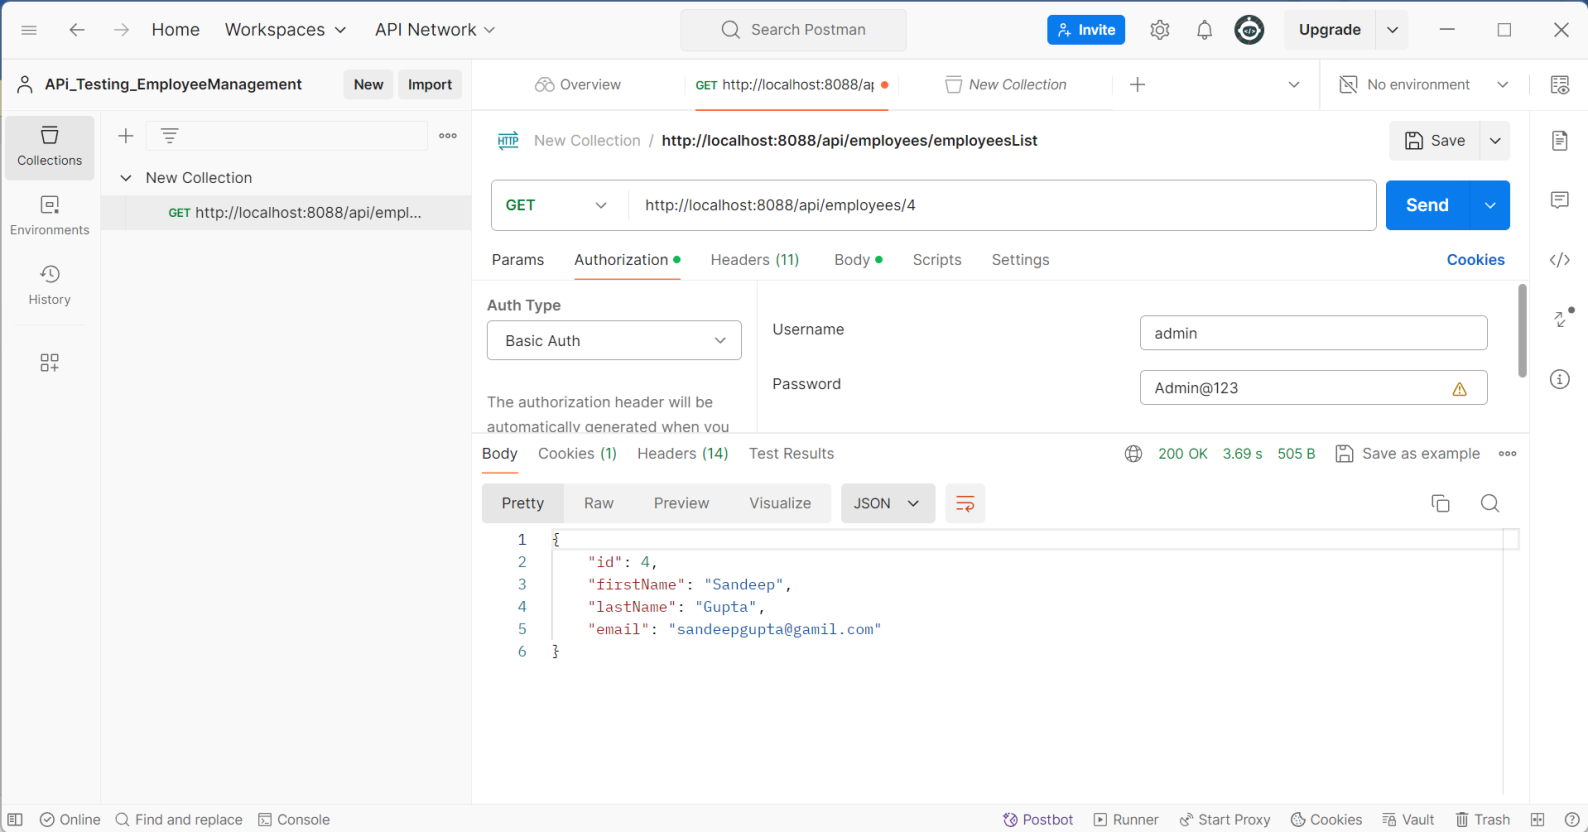 Home Workspaces API Network Search Postman Invite Upgrade
APi_Testing_EmployeeManagement New Import Overview GET http://localhost:8088/ap New Collection No environment
Collections
Environments
History
New Collection
GET http://localhost:8088/api/empl...
HTTP New Collection / http://localhost:8088/api/employees/employeesList Save
GET http://localhost:8088/api/employees/4 Send
Params Authorization Headers (11) Body Scripts Settings Cookies
Auth Type
Basic Auth
The authorization header will be
automatically generated when you
Username admin
Password Admin@123
Body Cookies (1) Headers (14) Test Results 200 OK 3.69 s 505 B Save as example
Pretty Raw Preview Visualize JSON
1 {
2 "id": 4,
3 "firstName": "Sandeep",
4 "lastName": "Gupta",
5 "email": "sandeepgupta@gamil.com"
6 }
Online Find and replace Console Postbot Runner Start Proxy Cookies Vault Trash